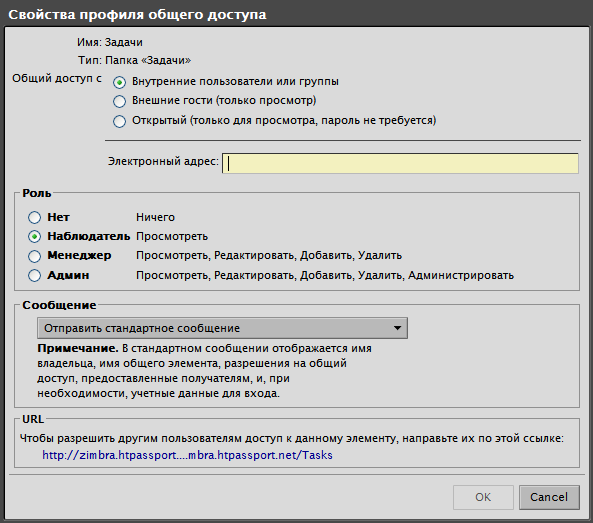 Свойства профиля общего доступа
Имя: Задачи
Тип: Папка «Задачи»
Общий доступ с
Внутренние пользователи или группы
Внешние гости (только просмотр)
Открытый (только для просмотра, пароль не требуется)
Электронный адрес:
Роль
Нет Ничего
Наблюдатель Просмотреть
Менеджер Просмотреть, Редактировать, Добавить, Удалить
Админ Просмотреть, Редактировать, Добавить, Удалить, Администрировать
Сообщение
Отправить стандартное сообщение
Примечание. В стандартном сообщении отображается имя
владельца, имя общего элемента, разрешения на общий
доступ, предоставленные получателям, и, при
необходимости, учетные данные для входа.
URL
Чтобы разрешить другим пользователям доступ к данному элементу, направьте их по этой ссылке:
http://zimbra.htpassport....mbra.htpassport.net/Tasks
OK Cancel